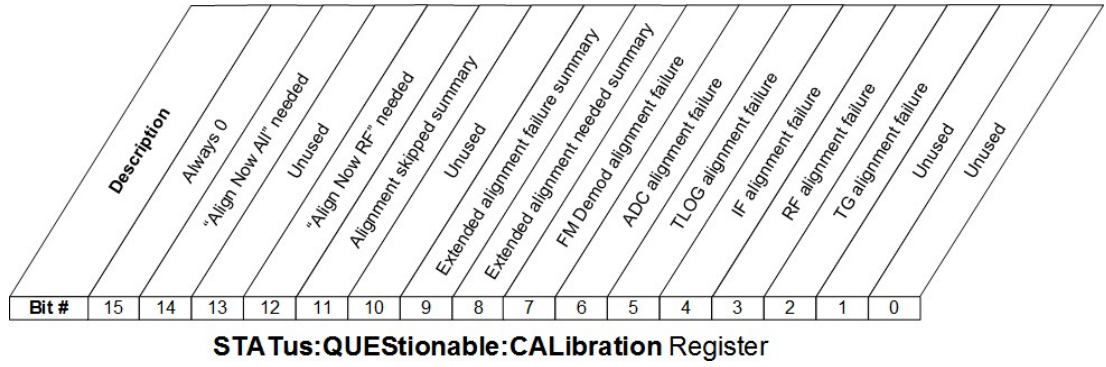 Description
Always 0
“Align Now All” needed
Unused
“Align Now RF” needed
Alignment skipped summary
Unused
Extended alignment failure summary
Extended alignment needed summary
FM Demod alignment failure
ADC alignment failure
TLOG alignment failure
IF alignment failure
RF alignment failure
TG alignment failure
Unused
Unused
Bit # 15 14 13 12 11 10 9 8 7 6 5 4 3 2 1 0
STATus:QUEStionable:CALibration Register